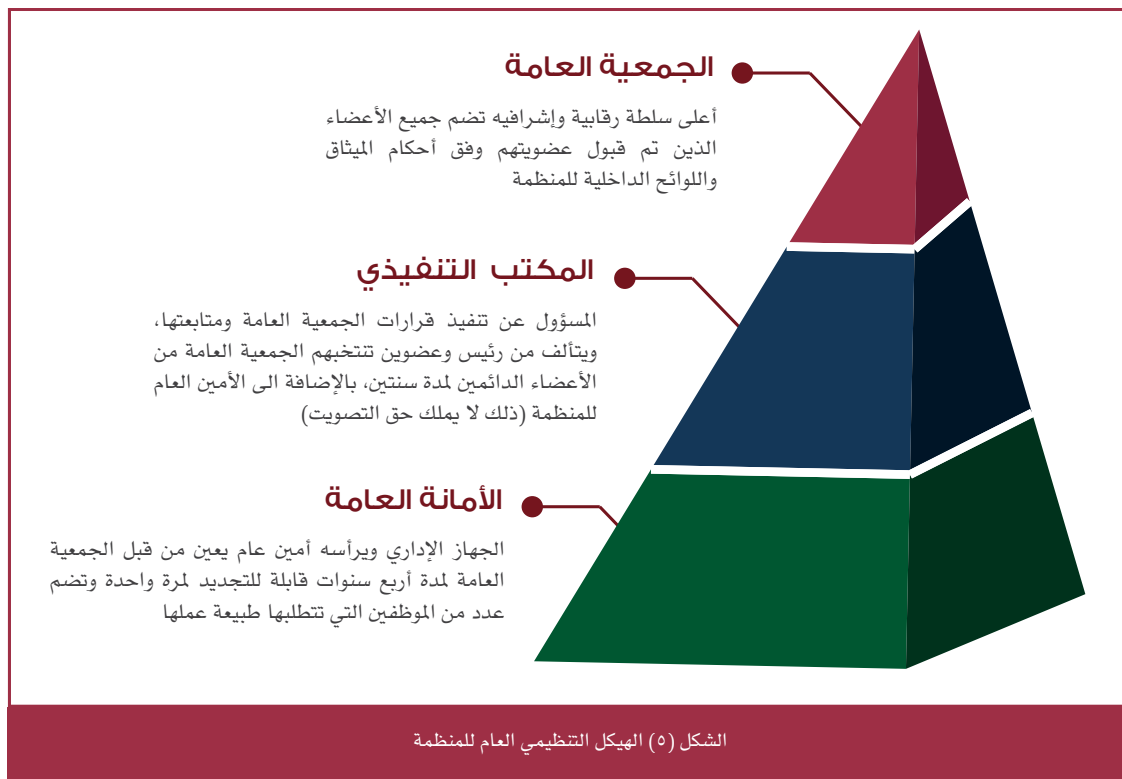 الجمعية العامة
أعلى سلطة رقابية وإشرافيه تضم جميع الأعضاء
الذين تم قبول عضويتهم وفق أحكام الميثاق
واللوائح الداخلية للمنظمة
المكتب التنفيذي
المسؤول عن تنفيذ قرارات الجمعية العامة ومتابعتها،
ويتألف من رئيس وعضوين تنتخبهم الجمعية العامة من
الأعضاء الدائمين لمدة سنتين، بالإضافة الى الأمين العام
للمنظمة (ذلك لا يملك حق التصويت)
الأمانة العامة
الجهاز الإداري ويرأسه أمين عام يعين من قبل الجمعية
العامة لمدة أربع سنوات قابلة للتجديد لمرة واحدة وتضم
عدد من الموظفين التي تتطلبها طبيعة عملها
الشكل (٥) الهيكل التنظيمي العام للمنظمة